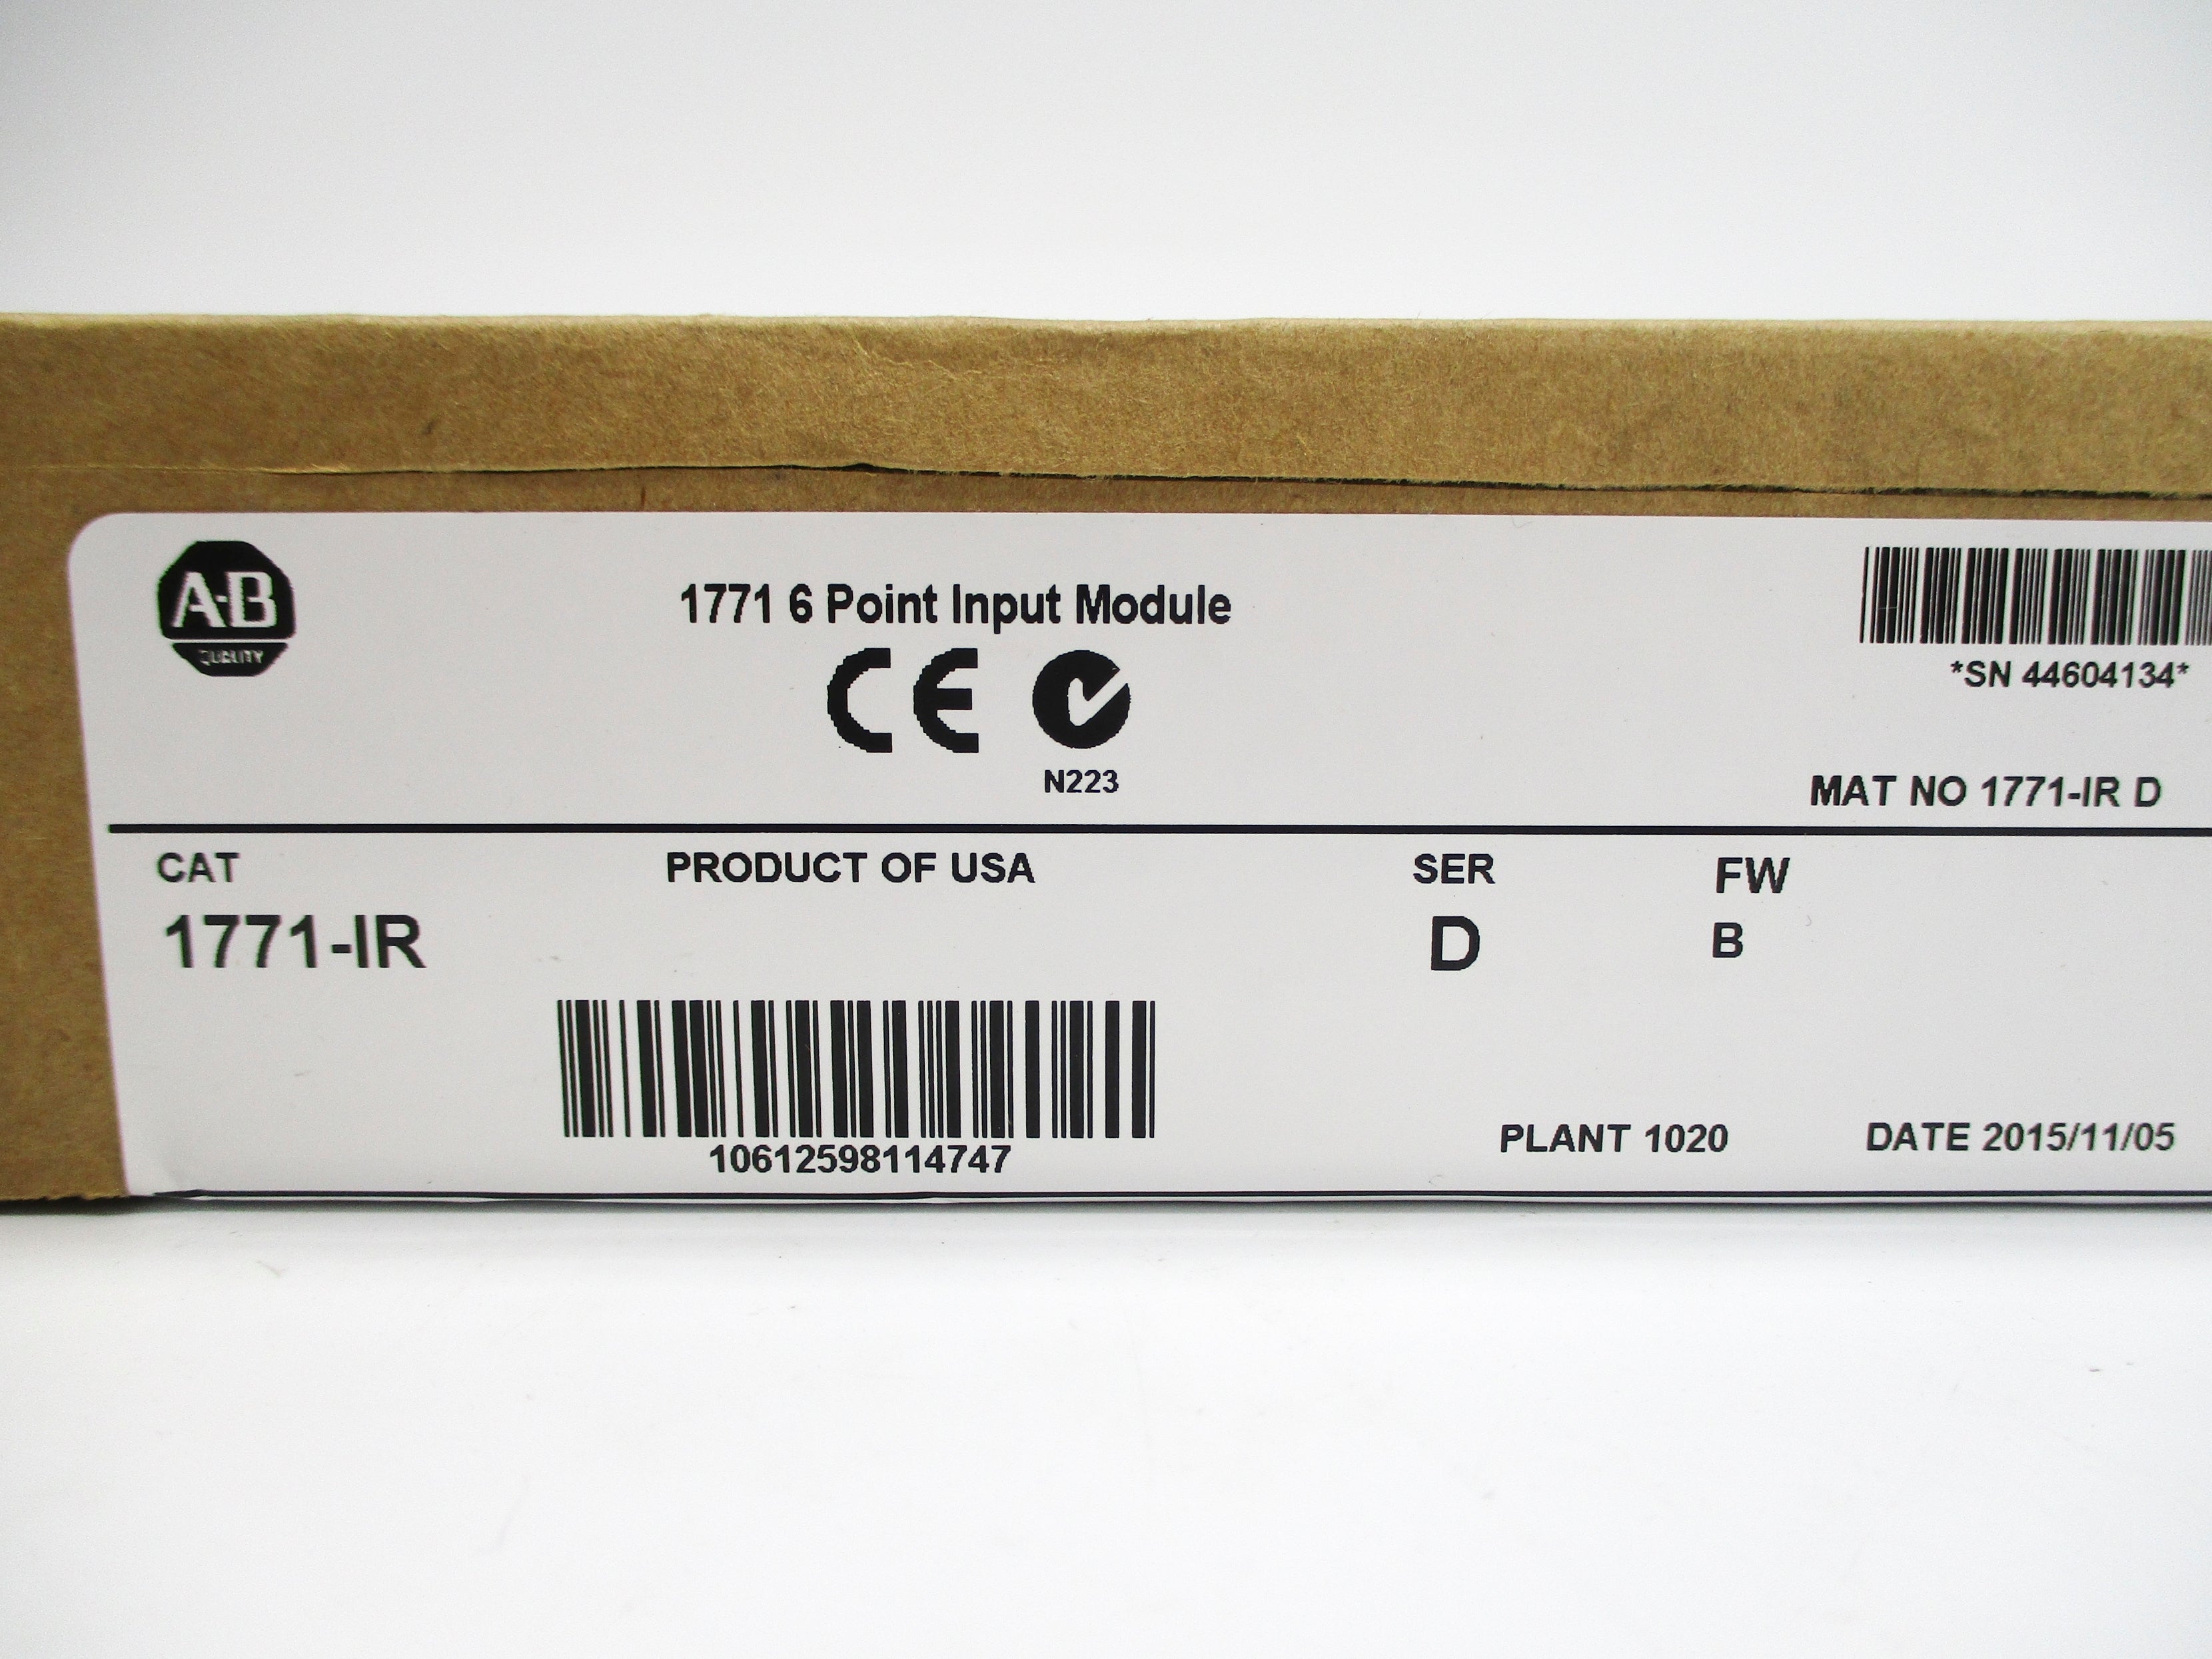 A-B
QUALITY
1771 6 Point Input Module
CE
N223
*SN 44604134*
MAT NO 1771-IR D
CAT
PRODUCT OF USA
SER
FW
1771-IR
D
B
10612598114747
PLANT 1020
DATE 2015/11/05